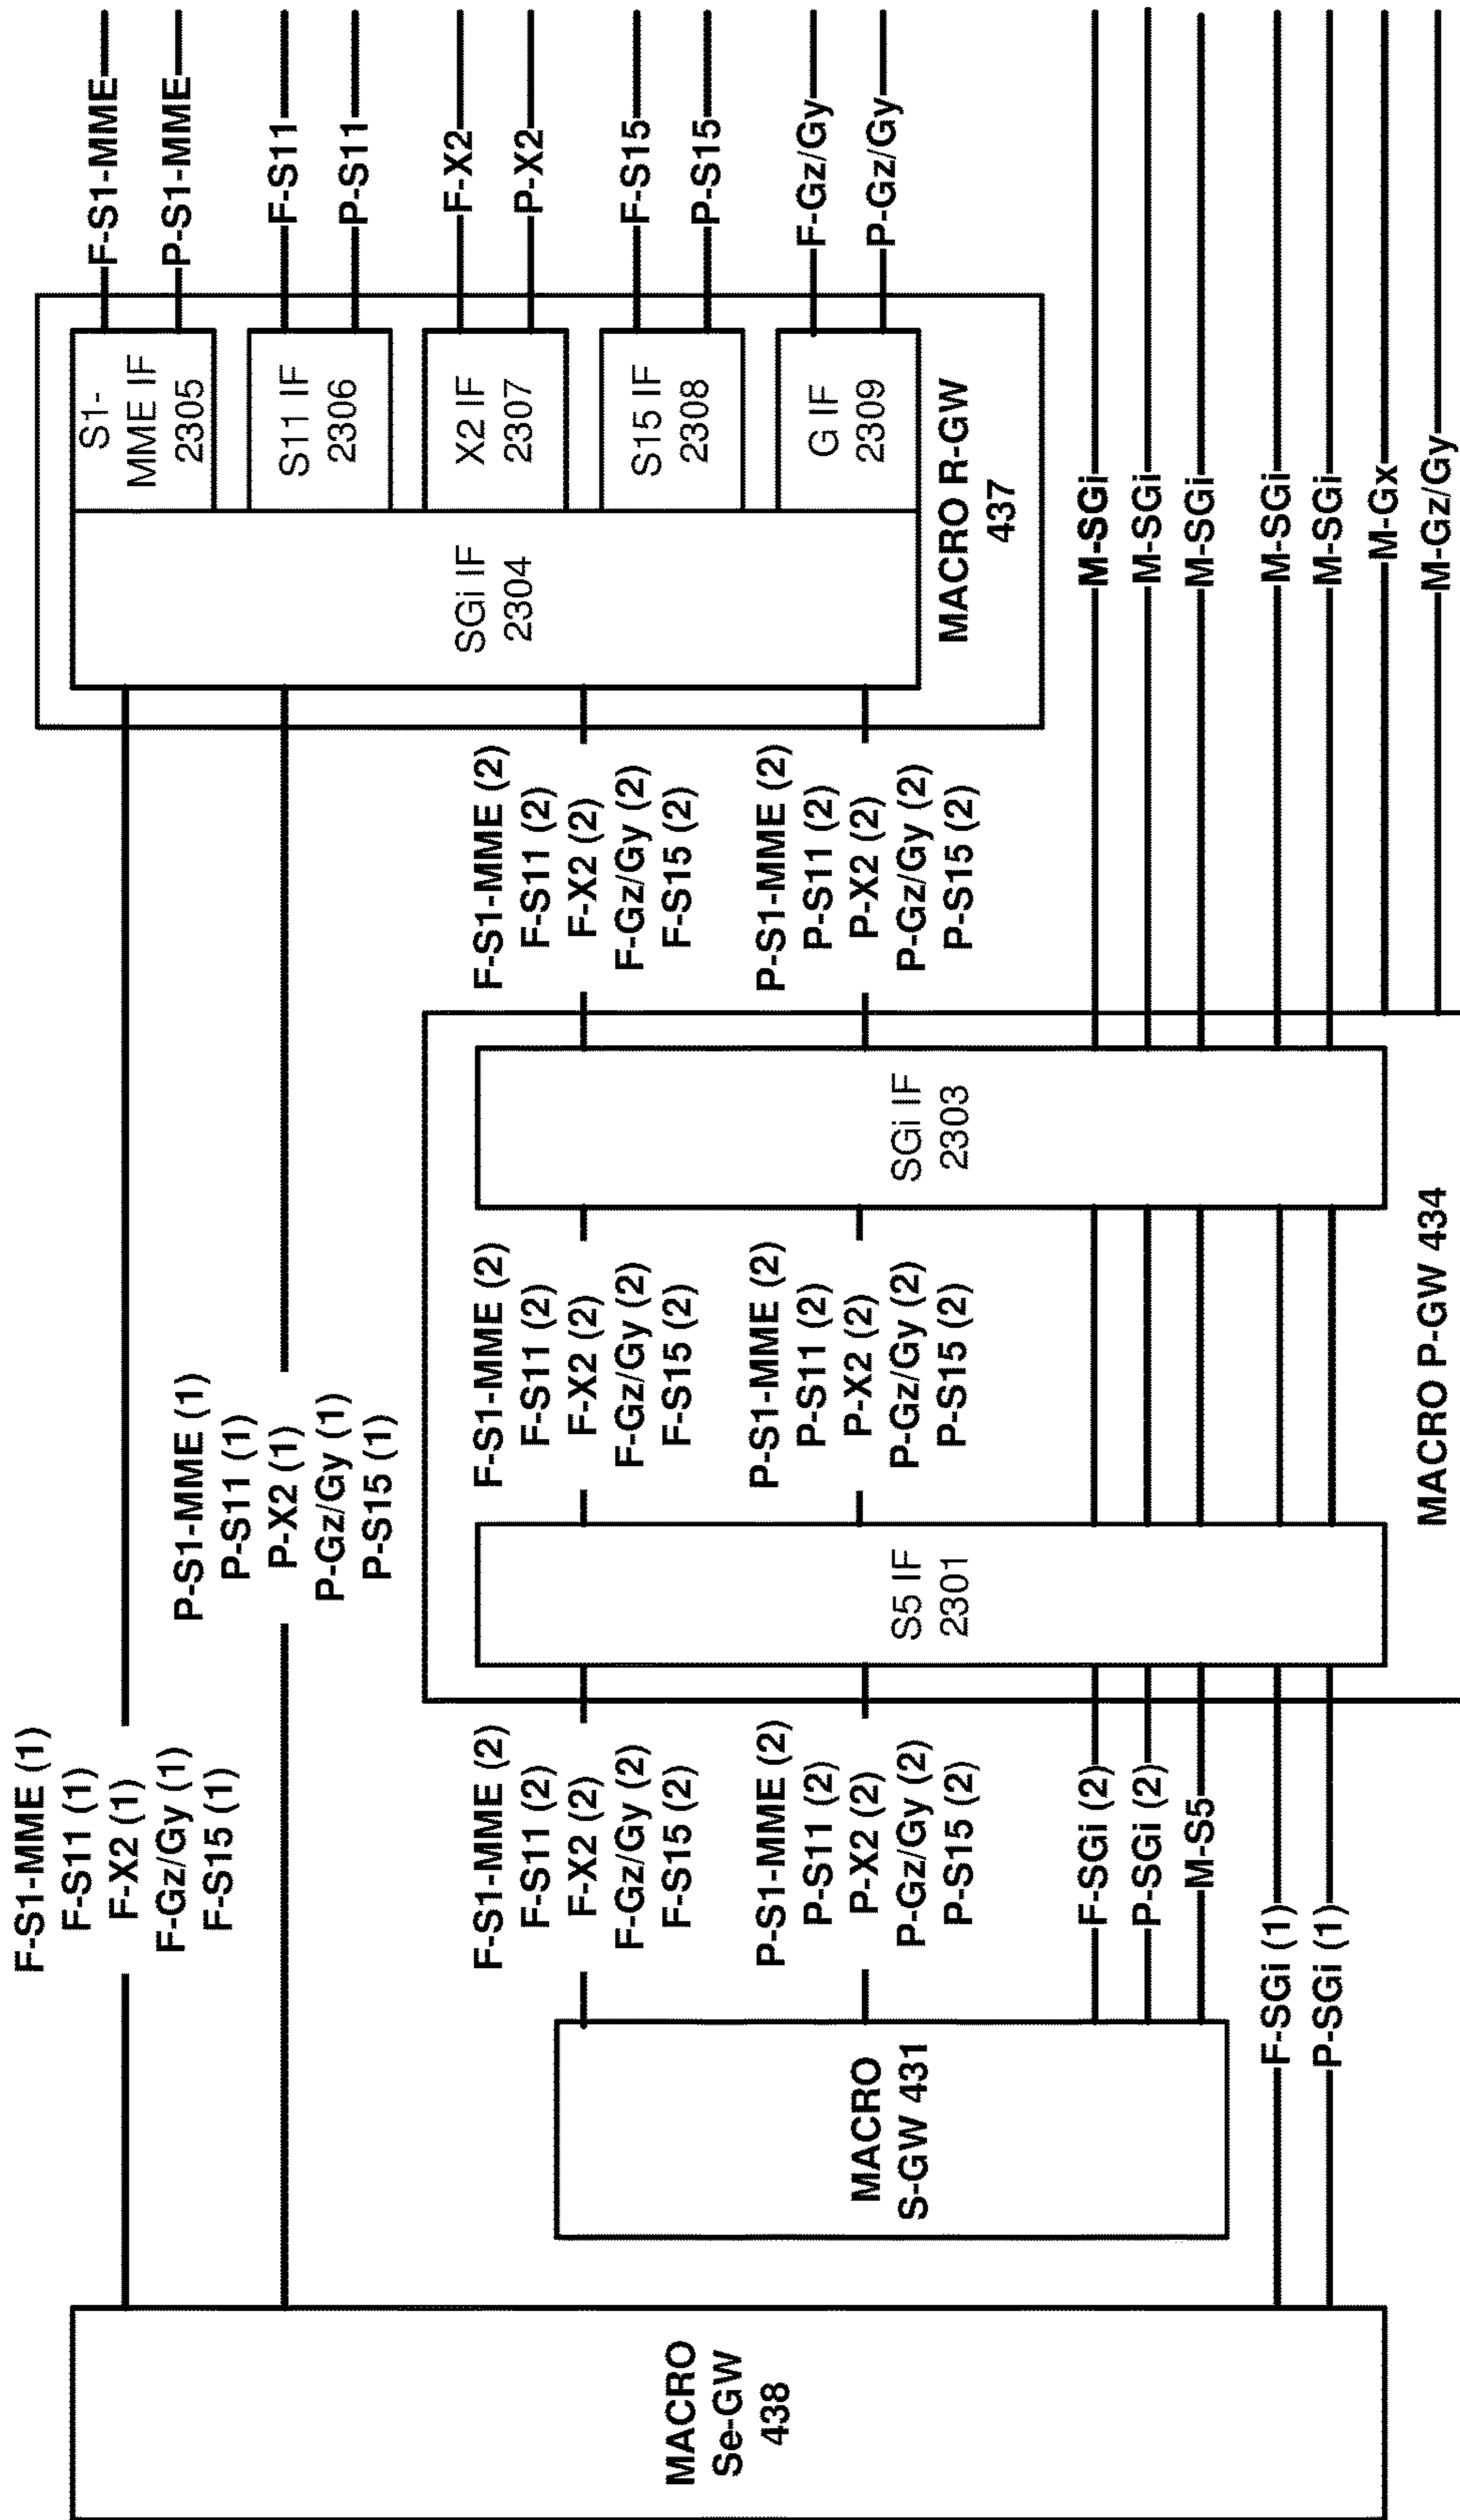 F-S1-MME (1)
F-S11 (1)
F-X2 (1)
F-Gz/Gy (1)
F-S15 (1)
P-S1-MME (1)
P-S11 (1)
P-X2 (1)
P-Gz/Gy (1)
P-S15 (1)
MACRO
Se-GW
438
MACRO
S-GW 431
F-S1-MME (2)
F-S11 (2)
F-X2 (2)
F-Gz/Gy (2)
F-S15 (2)
P-S1-MME (2)
P-S11 (2)
P-X2 (2)
P-Gz/Gy (2)
P-S15 (2)
F-SGi (2)
P-SGi (2)
M-S5
F-SGi (1)
P-SGi (1)
S5 IF
2301
F-S1-MME (2)
F-S11 (2)
F-X2 (2)
F-Gz/Gy (2)
F-S15 (2)
P-S1-MME (2)
P-S11 (2)
P-X2 (2)
P-Gz/Gy (2)
P-S15 (2)
SGi IF
2303
MACRO P-GW 434
F-S1-MME (2)
F-S11 (2)
F-X2 (2)
F-Gz/Gy (2)
F-S15 (2)
P-S1-MME (2)
P-S11 (2)
P-X2 (2)
P-Gz/Gy (2)
P-S15 (2)
SGi IF
2304
S1-
MME IF
2305
S11 IF
2306
X2 IF
2307
S15 IF
2308
G IF
2309
MACRO R-GW
437
F-S1-MME
P-S1-MME
F-S11
P-S11
F-X2
P-X2
F-S15
P-S15
F-Gz/Gy
P-Gz/Gy
M-SGi
M-SGi
M-SGi
M-SGi
M-SGi
M-Gx
M-Gz/Gy